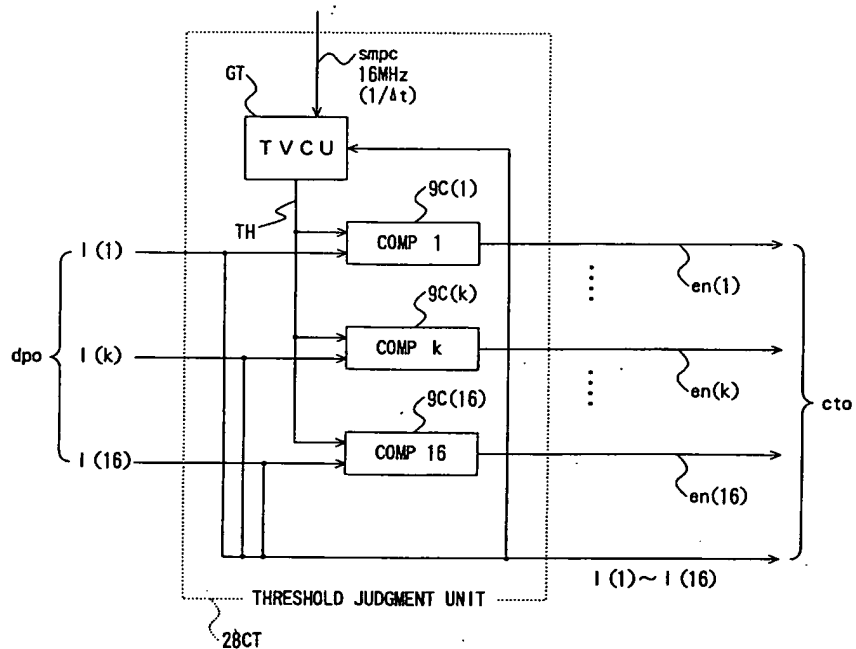 smpc
16MHz
(1/Δt)
GT
TVCU
TH
9C(1)
COMP 1
I(1)
en(1)
9C(k)
COMP k
I(k)
dpo
en(k)
cto
9C(16)
COMP 16
I(16)
en(16)
I(1)~I(16)
THRESHOLD JUDGMENT UNIT
28CT